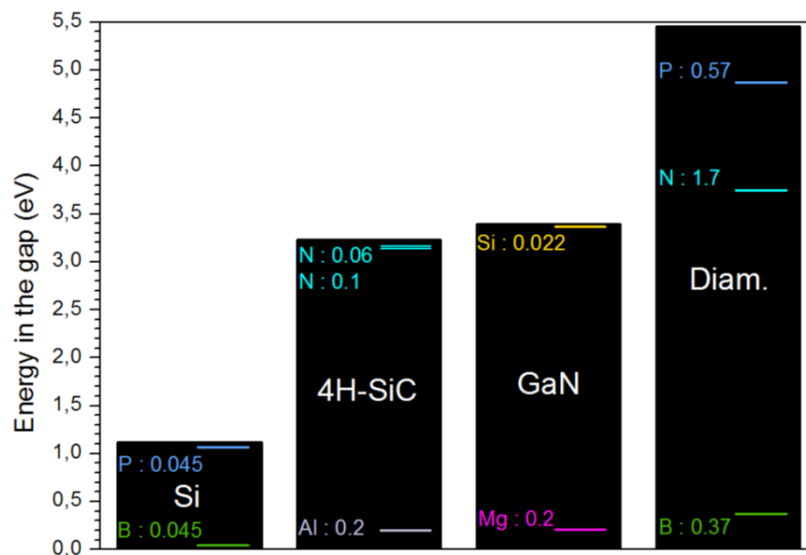 Energy in the gap (eV)
5,5
5,0
4,5
4,0
3,5
3,0
2,5
2,0
1,5
1,0
0,5
0,0
P : 0.045
Si
B : 0.045
N : 0.06
N : 0.1
4H-SiC
Al : 0.2
Si : 0.022
GaN
Mg : 0.2
P : 0.57
N : 1.7
Diam.
B : 0.37